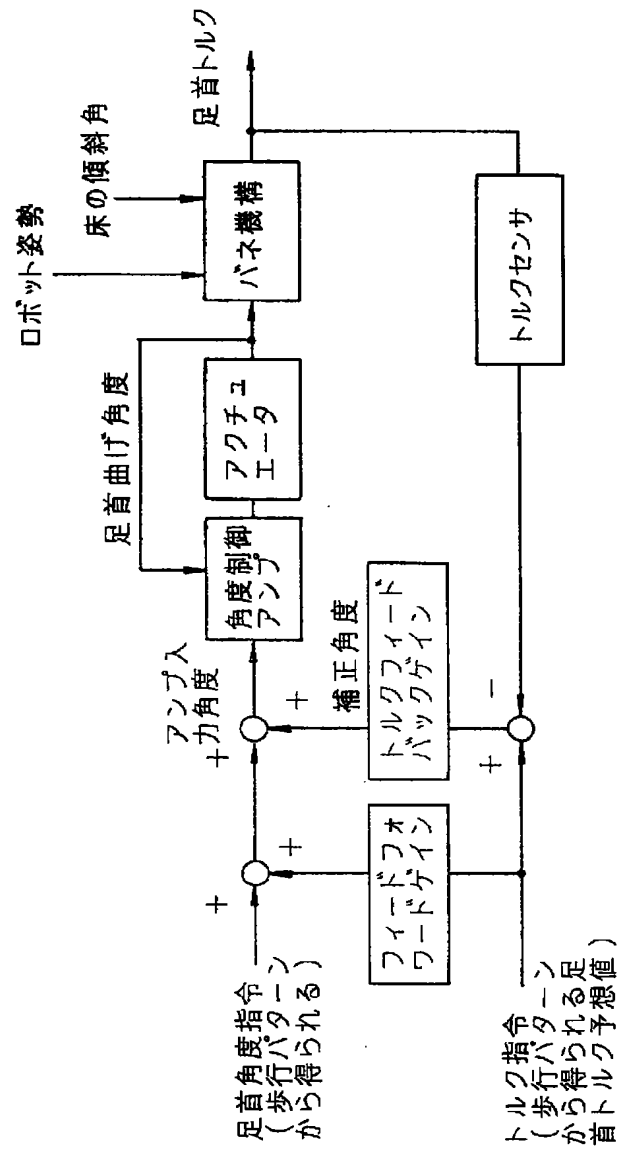 足首角度指令
(歩行パターン
から得られる)
トルク指令
(歩行パターン
から得られる足
首トルク予想値)
+
+
フィードフォ
ワードゲイン
アンプ入
力角度
+
+
補正角度
トルクフィード
バックゲイン
+
-
足首曲げ角度
角度制御
アンプ
アクチュ
エータ
ロボット姿勢
床の傾斜角
バネ機構
足首トルク
トルクセンサ